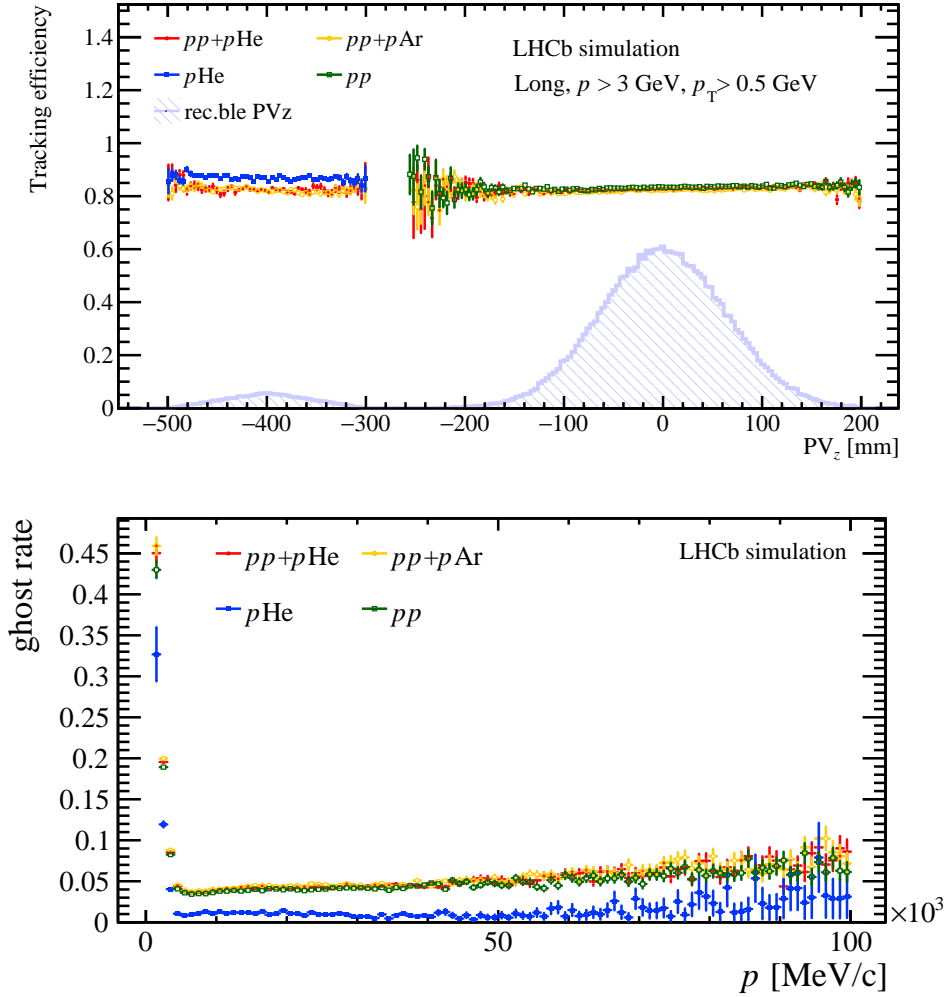 Tracking efficiency
1.4
1.2
1
0.8
0.6
0.4
0.2
0
pp+pHe
pp+pAr
pHe
pp
rec.ble PVz
LHCb simulation
Long, p > 3 GeV, p_T > 0.5 GeV
−500 −400 −300 −200 −100 0 100 200
PV_z [mm]
ghost rate
0.45
0.4
0.35
0.3
0.25
0.2
0.15
0.1
0.05
0
pp+pHe
pp+pAr
pHe
pp
LHCb simulation
0 50 100
×10³
p [MeV/c]